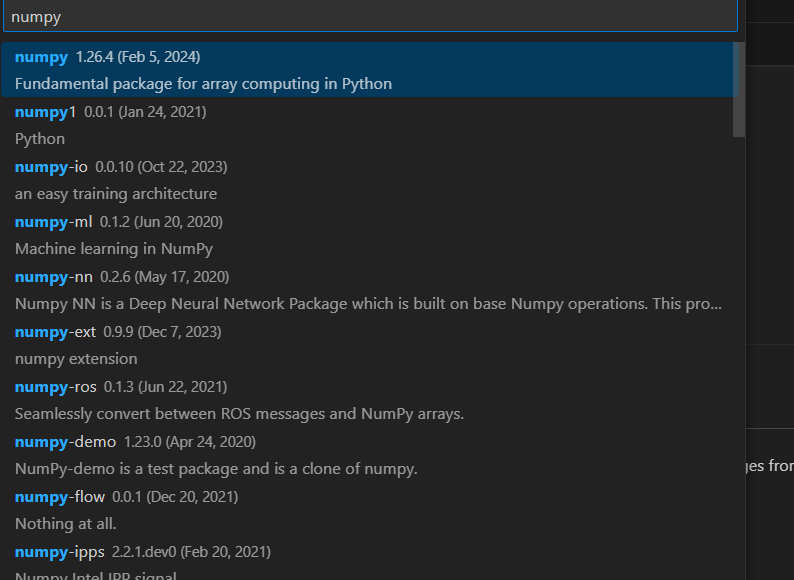 numpy
numpy 1.26.4 (Feb 5, 2024)
Fundamental package for array computing in Python
numpy1 0.0.1 (Jan 24, 2021)
Python
numpy-io 0.0.10 (Oct 22, 2023)
an easy training architecture
numpy-ml 0.1.2 (Jun 20, 2020)
Machine learning in NumPy
numpy-nn 0.2.6 (May 17, 2020)
Numpy NN is a Deep Neural Network Package which is built on base Numpy operations. This pro...
numpy-ext 0.9.9 (Dec 7, 2023)
numpy extension
numpy-ros 0.1.3 (Jun 22, 2021)
Seamlessly convert between ROS messages and NumPy arrays.
numpy-demo 1.23.0 (Apr 24, 2020)
NumPy-demo is a test package and is a clone of numpy.
numpy-flow 0.0.1 (Dec 20, 2021)
Nothing at all.
numpy-ipps 2.2.1.dev0 (Feb 20, 2021)
Numpy Intel IPP signal